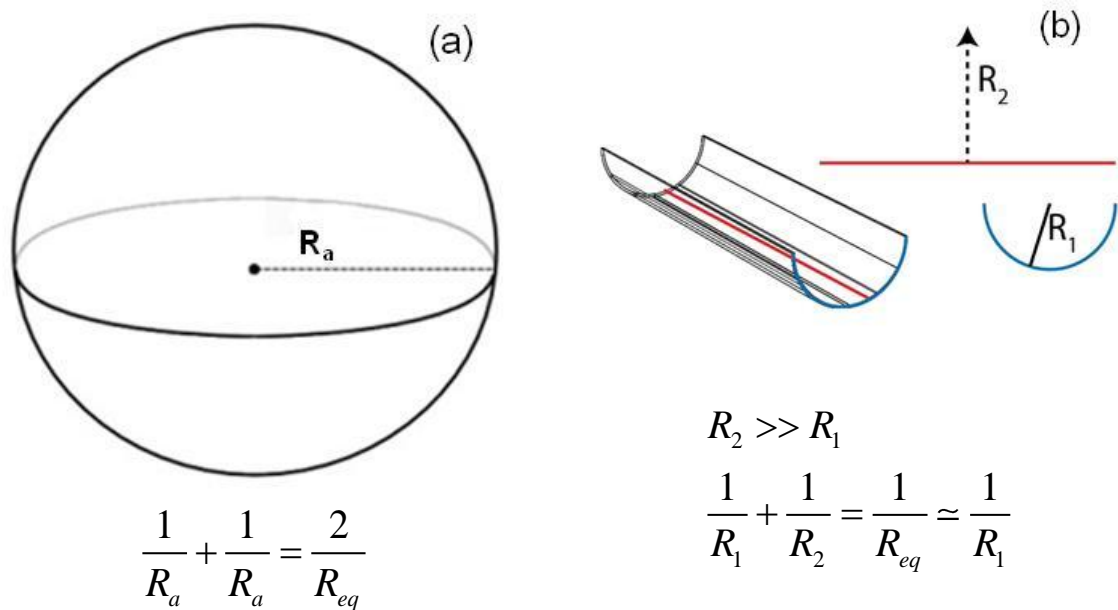 (a)
R_a
1/R_a + 1/R_a = 2/R_eq
(b)
R_2
R_1
R_2 >> R_1
1/R_1 + 1/R_2 = 1/R_eq ≃ 1/R_1